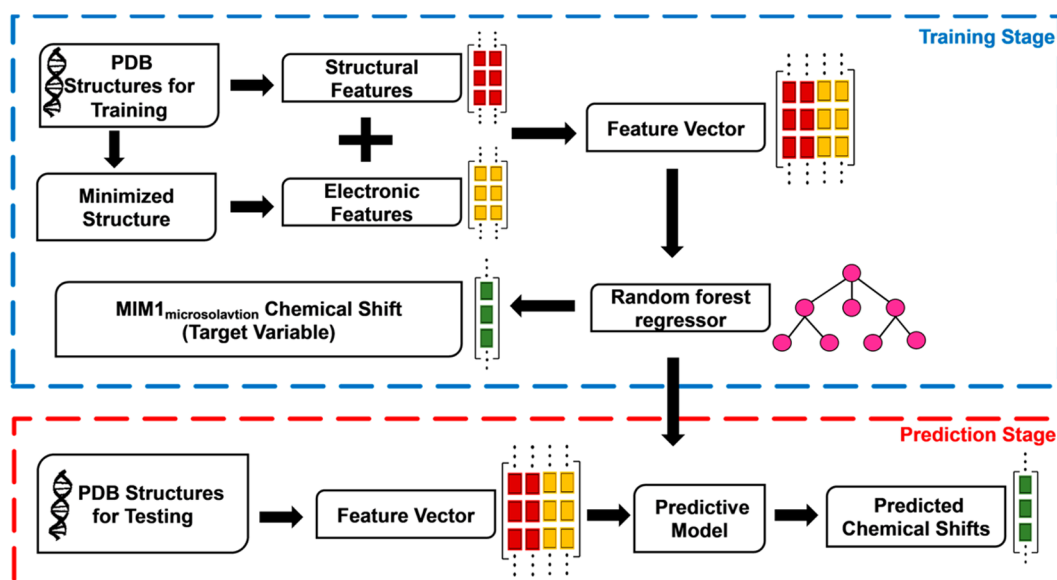 Training Stage
PDB
Structures for
Training
Structural
Features
Feature Vector
Minimized
Structure
Electronic
Features
MIM1microsolavtion Chemical Shift
(Target Variable)
Random forest
regressor
Prediction Stage
PDB Structures
for Testing
Feature Vector
Predictive
Model
Predicted
Chemical Shifts